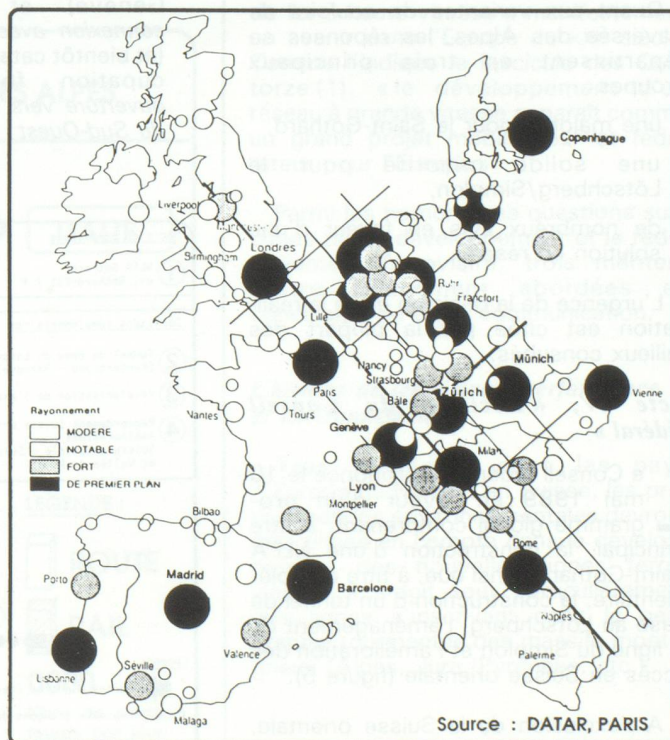 Copenhague
Liverpool
Birmingham
Londres
Ruhr
Francfort
Lille
Nancy
Strasbourg
Münich
Paris
Vienne
Zürich
Bâle
Rayonnement
Nantes
Tours
MODERE
Genève
NOTABLE
FORT
Milan
DE PREMIER PLAN
Lyon
Montpellier
Bilbao
Rome
Porto
Madrid
Barcelone
Naples
Lisbonne
Séville
Valence
Palerme
Malaga
Source : DATAR, PARIS